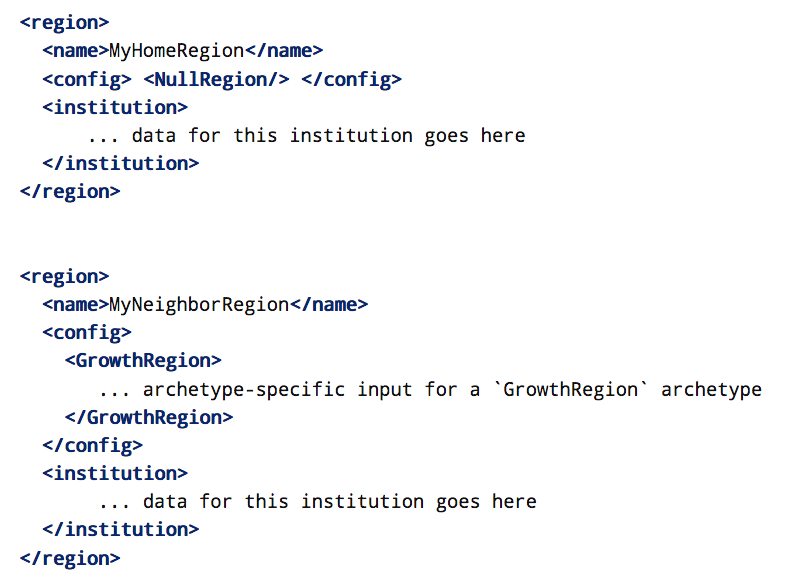 <region>
  <name>MyHomeRegion</name>
  <config> <NullRegion/> </config>
  <institution>
      ... data for this institution goes here
  </institution>
</region>
<region>
  <name>MyNeighborRegion</name>
  <config>
    <GrowthRegion>
       ... archetype-specific input for a `GrowthRegion` archetype
    </GrowthRegion>
  </config>
  <institution>
       ... data for this institution goes here
  </institution>
</region>